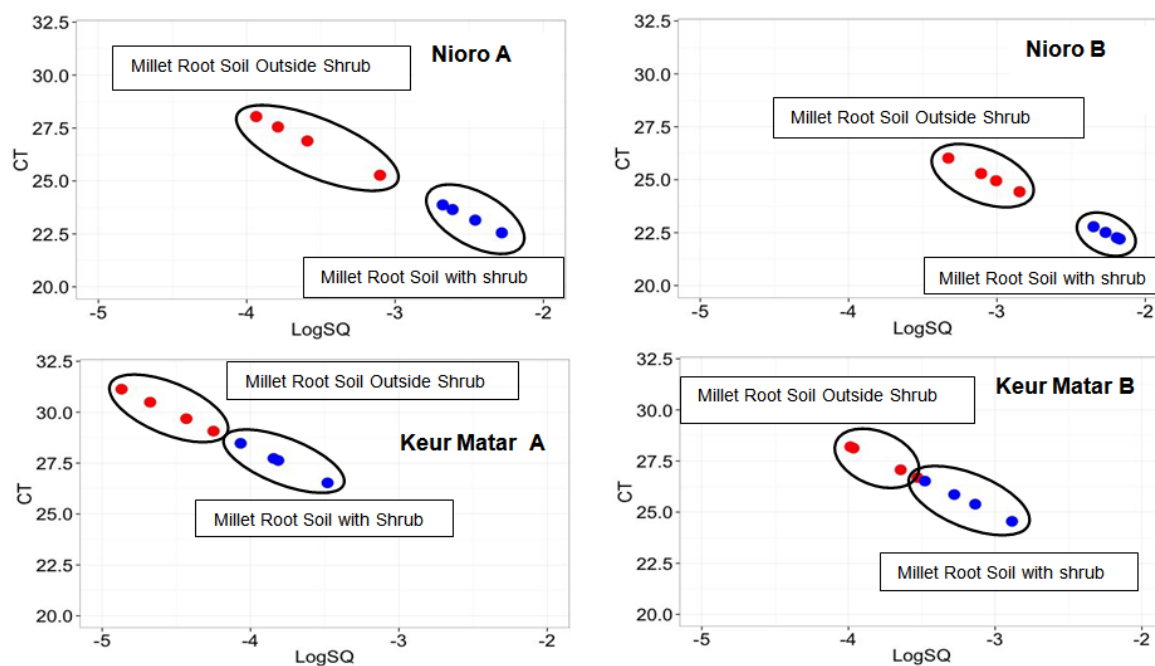 32.5
30.0
27.5
25.0
22.5
20.0
CT
Millet Root Soil Outside Shrub
Nioro A
Millet Root Soil with shrub
-5
-4
-3
-2
LogSQ
32.5
30.0
27.5
25.0
22.5
20.0
CT
Nioro B
Millet Root Soil Outside Shrub
Millet Root Soil with shrub
-5
-4
-3
-2
LogSQ
32.5
30.0
27.5
25.0
22.5
20.0
CT
Millet Root Soil Outside Shrub
Keur Matar A
Millet Root Soil with Shrub
-5
-4
-3
-2
LogSQ
32.5
30.0
27.5
25.0
22.5
20.0
CT
Millet Root Soil Outside Shrub
Keur Matar B
Millet Root Soil with shrub
-5
-4
-3
-2
LogSQ